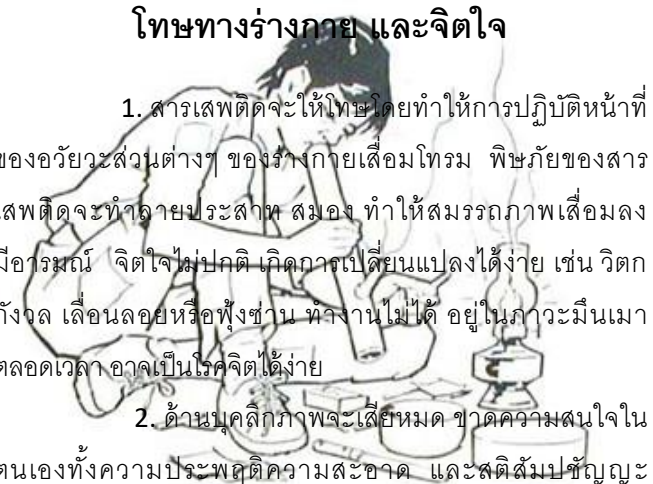 โทษทางร่างกาย และจิตใจ
1. สารเสพติดจะให้โทษโดยทำให้การปฏิบัติหน้าที่
ของอวัยวะส่วนต่างๆ ของร่างกายเสื่อมโทรม พิษภัยของสาร
เสพติดจะทำลายประสาท สมอง ทำให้สมรรถภาพเสื่อมลง
มีอารมณ์ จิตใจไม่ปกติ เกิดการเปลี่ยนแปลงได้ง่าย เช่น วิตก
กังวล เลื่อนลอยหรือฟุ้งซ่าน ทำงานไม่ได้ อยู่ในภาวะมึนเมา
ตลอดเวลา อาจเป็นโรคจิตได้ง่าย
2. ด้านบุคลิกภาพจะเสียหมด ขาดความสนใจใน
ตนเองทั้งความประพฤติความสะอาด และสติสัมปชัญญะ